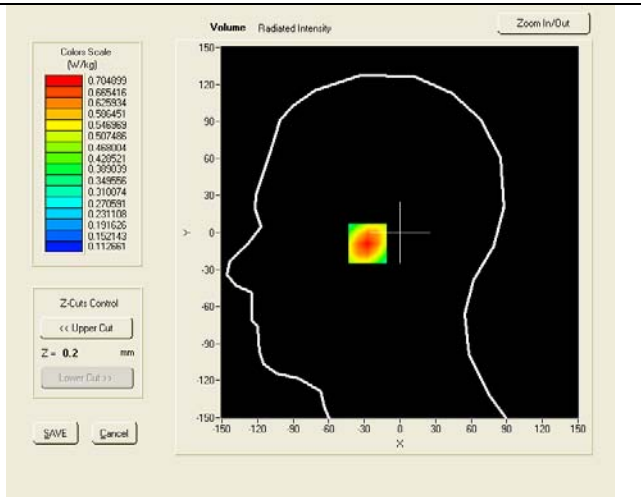 Volume Radiated Intensity
Zoom In/Out
Colors Scale
(W/kg)
0.704899
0.665416
0.625934
0.586451
0.546969
0.507486
0.468004
0.428521
0.389039
0.349556
0.310074
0.270591
0.231108
0.191626
0.152143
0.112661
Z-Cuts Control
<< Upper Cut
Z = 0.2 mm
Lower Cut >>
SAVE Cancel
150
120
90
60
30
0
-30
-60
-90
-120
-150
Y
-150 -120 -90 -60 -30 0 30 60 90 120 150
X